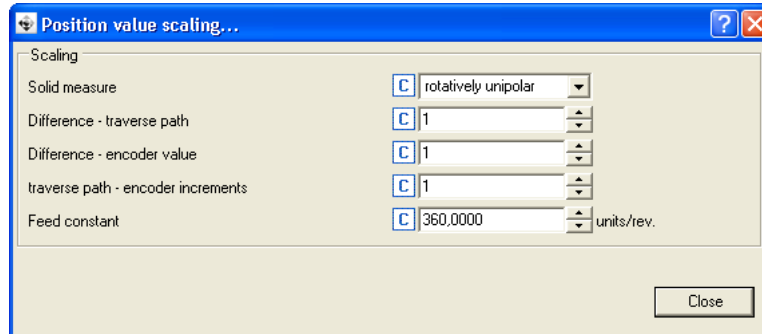 Position value scaling...
Scaling
Solid measure C rotatively unipolar
Difference - traverse path C 1
Difference - encoder value C 1
traverse path - encoder increments C 1
Feed constant C 360,0000 units/rev.
Close